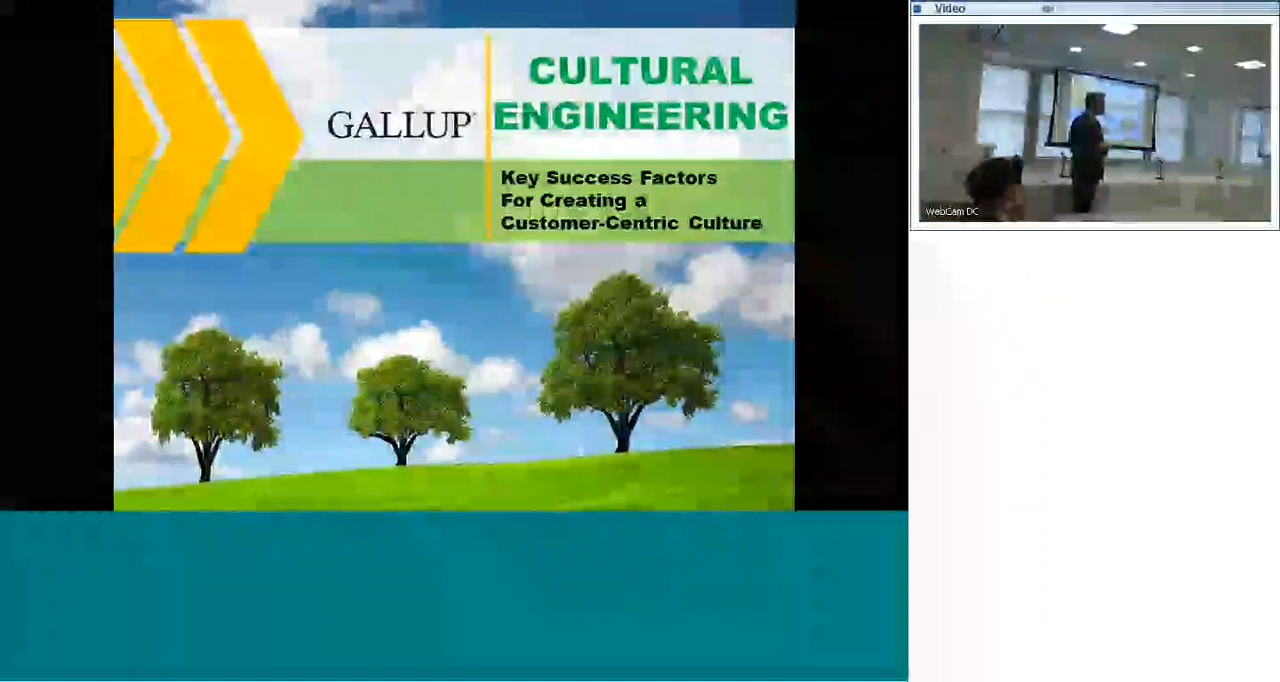 GALLUP
CULTURAL
ENGINEERING
Key Success Factors
For Creating a
Customer-Centric Culture
Video
WebCam DC